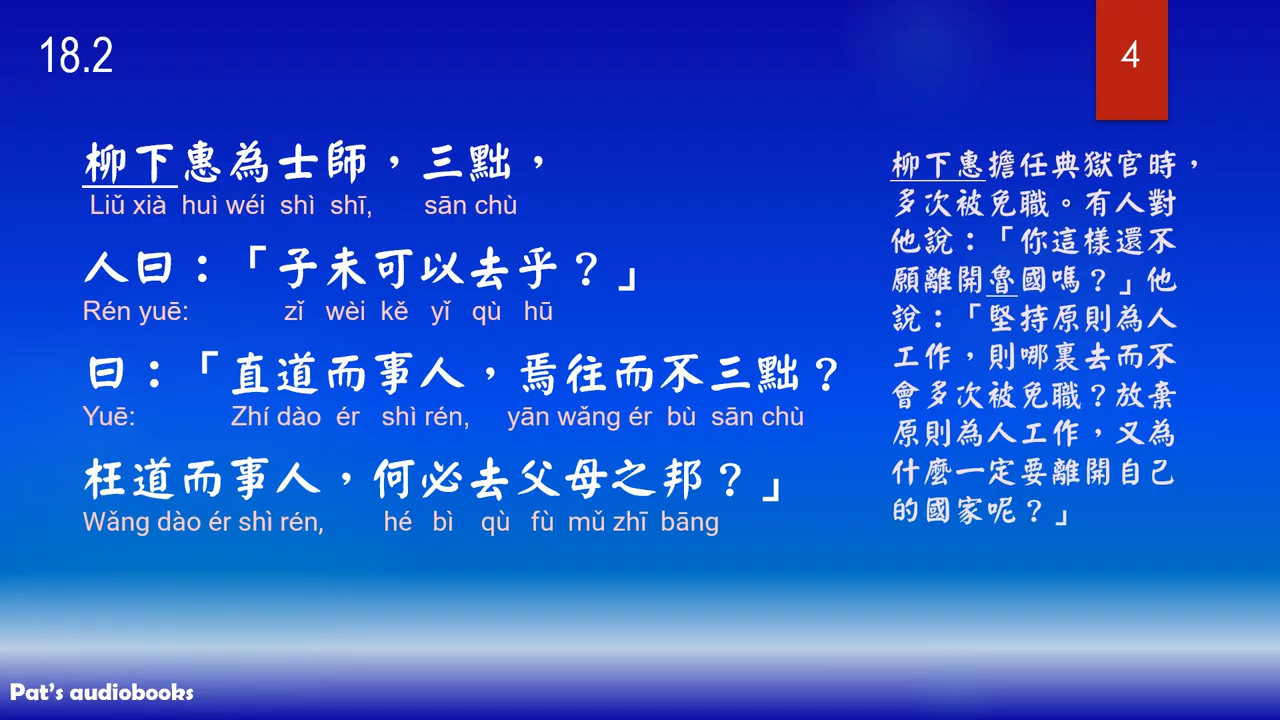 18.2
4
柳下惠為士師，三黜，
Liǔ xià huì wéi shì shī, sān chù
人曰：「子未可以去乎？」
Rén yuē: zǐ wèi kě yǐ qù hū
曰：「直道而事人，焉往而不三黜？
Yuē: Zhí dào ér shì rén, yān wǎng ér bù sān chù
枉道而事人，何必去父母之邦？」
Wǎng dào ér shì rén, hé bì qù fù mǔ zhī bāng
柳下惠擔任典獄官時，
多次被免職。有人對
他說：「你這樣還不
願離開魯國嗎？」他
說：「堅持原則為人
工作，則哪裏去而不
會多次被免職？放棄
原則為人工作，又為
什麼一定要離開自己
的國家呢？」
Pat's audiobooks